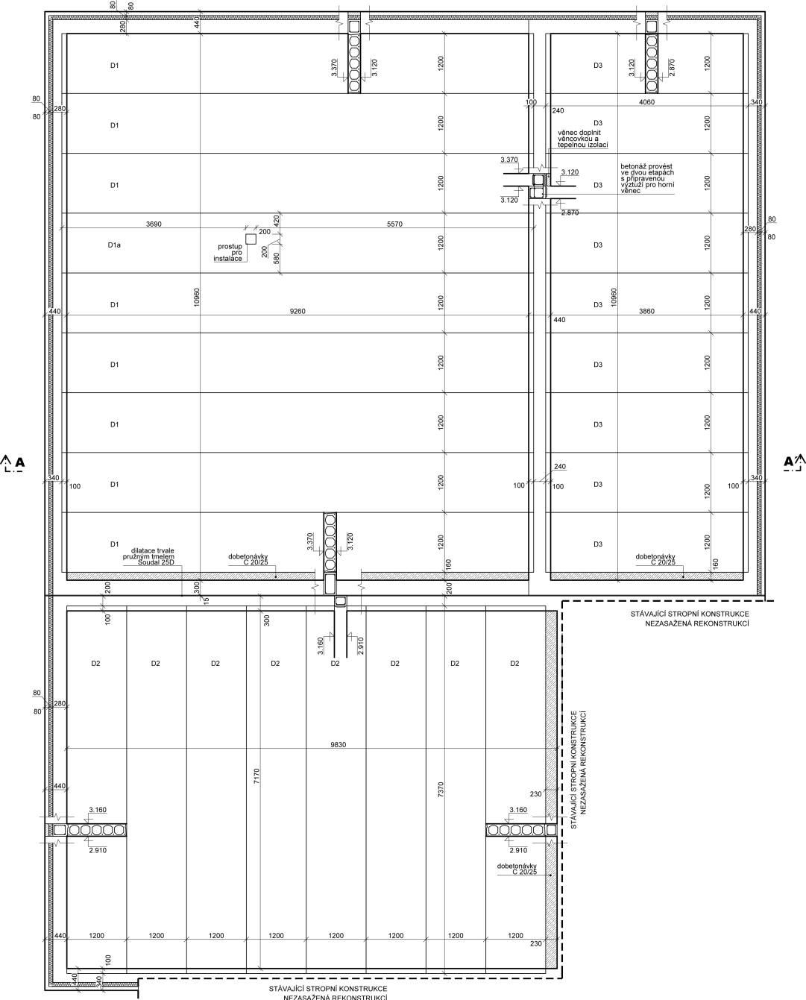 80
80
280
440
3.370
3.120
3.120
2.870
D1
1200
D3
1200
80
80
280
100
4060
340
240
D1
1200
D3
1200
věnec doplnit
věncovkou a
tepelnou izolací
3.370
3.120
3.120
2.870
betonáž provést
ve dvou etapách
s připravenou
výztuží pro horní
věnec
D1
1200
D3
1200
3690
5570
420
200
200
580
prostup
pro
instalace
D1a
1200
D3
1200
280
80
80
D1
10960
1200
D3
10960
1200
440
9260
440
3860
440
D1
1200
D3
1200
D1
1200
D3
1200
A
A
340
100
D1
1200
240
100
100
D3
1200
100
340
D1
3.370
3.120
1200
D3
1200
dilatace trvale
pružným tmelem
Soudal 25D
dobetonávky
C 20/25
160
dobetonávky
C 20/25
160
200
300
15
200
100
300
3.160
2.910
STÁVAJÍCÍ STROPNÍ KONSTRUKCE
NEZASAŽENÁ REKONSTRUKCÍ
D2
D2
D2
D2
D2
D2
D2
D2
80
80
280
9830
STÁVAJÍCÍ STROPNÍ KONSTRUKCE
NEZASAŽENÁ REKONSTRUKCÍ
440
7170
7370
230
3.160
2.910
3.160
2.910
dobetonávky
C 20/25
440
1200
1200
1200
1200
1200
1200
1200
1200
230
100
440
340
STÁVAJÍCÍ STROPNÍ KONSTRUKCE
NEZASAŽENÁ REKONSTRUKCÍ